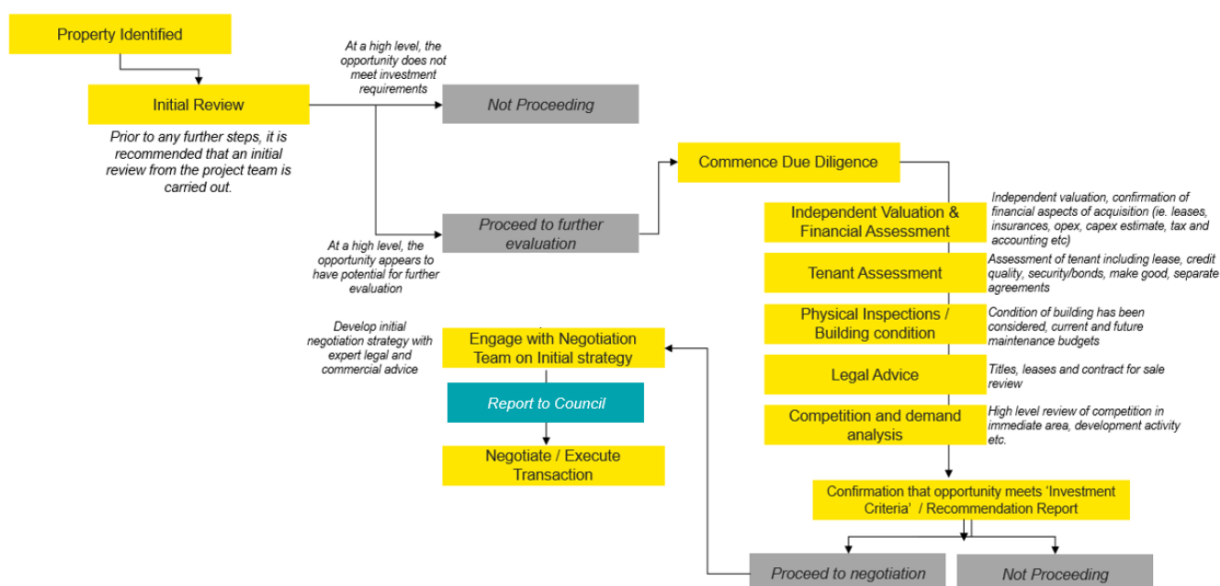 Property Identified
Initial Review
Prior to any further steps, it is
recommended that an initial
review from the project team is
carried out.
At a high level, the
opportunity does not
meet investment
requirements
Not Proceeding
Proceed to further
evaluation
At a high level, the
opportunity appears to
have potential for further
evaluation
Commence Due Diligence
Independent Valuation &
Financial Assessment
Independent valuation, confirmation of
financial aspects of acquisition (ie. leases,
insurances, opex, capex estimate, tax and
accounting etc)
Tenant Assessment
Assessment of tenant including lease, credit
quality, security/bonds, make good, separate
agreements
Physical Inspections /
Building condition
Condition of building has been
considered, current and future
maintenance budgets
Legal Advice
Titles, leases and contract for sale
review
Competition and demand
analysis
High level review of competition in
immediate area, development activity
etc.
Confirmation that opportunity meets 'Investment
Criteria' / Recommendation Report
Proceed to negotiation
Not Proceeding
Develop initial
negotiation strategy with
expert legal and
commercial advice
Engage with Negotiation
Team on Initial strategy
Report to Council
Negotiate / Execute
Transaction